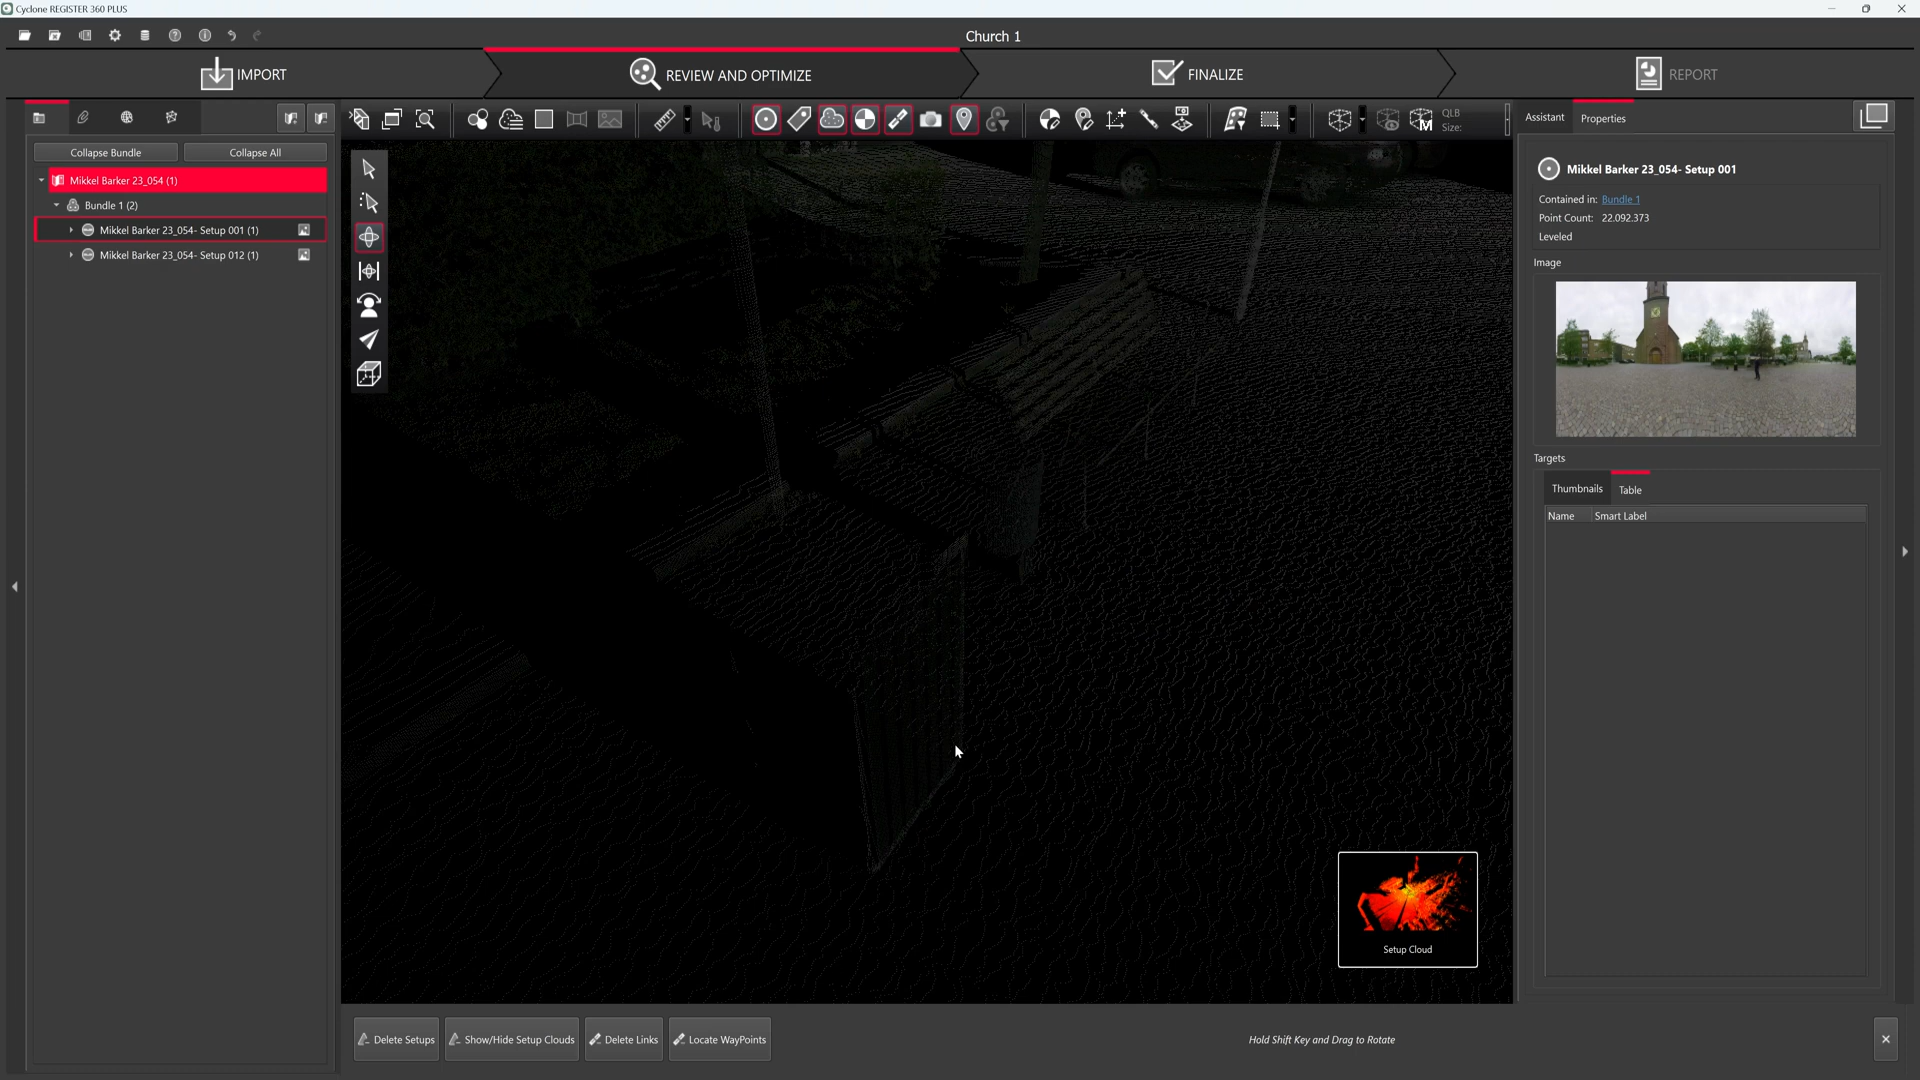 Cyclone REGISTER 360 PLUS
Church 1
IMPORT
REVIEW AND OPTIMIZE
FINALIZE
REPORT
QLB
Size:
Assistant
Properties
Collapse Bundle
Collapse All
Mikkel Barker 23_054 (1)
Bundle 1 (2)
Mikkel Barker 23_054- Setup 001 (1)
Mikkel Barker 23_054- Setup 012 (1)
Mikkel Barker 23_054- Setup 001
Contained in: Bundle 1
Point Count: 22.092.373
Leveled
Image
Targets
Thumbnails
Table
Name
Smart Label
Setup Cloud
Delete Setups
Show/Hide Setup Clouds
Delete Links
Locate WayPoints
Hold Shift Key and Drag to Rotate